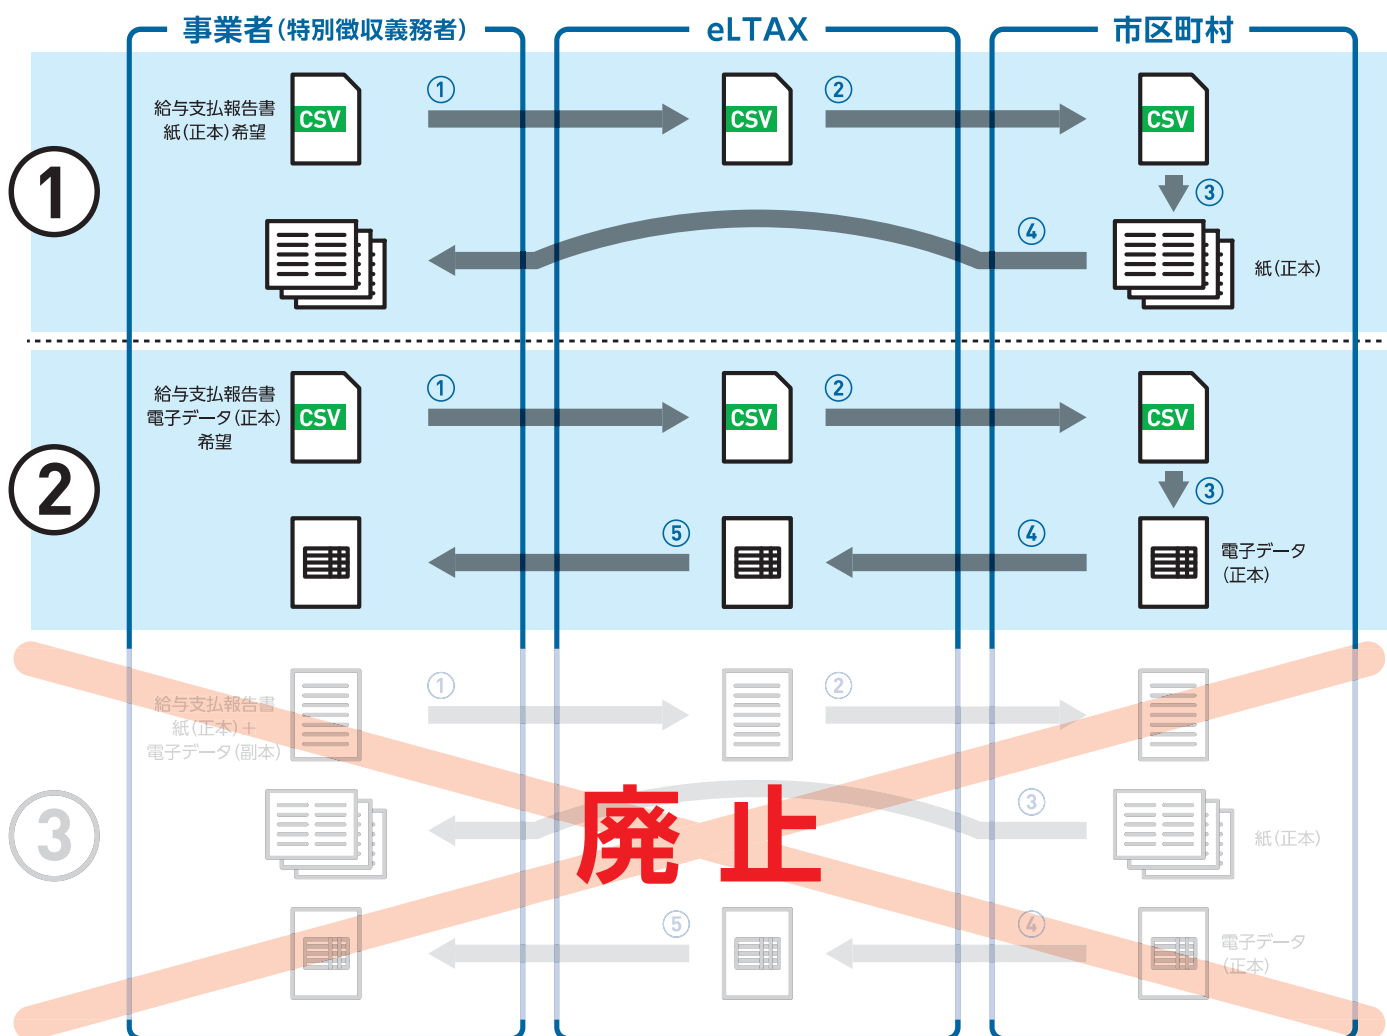 事業者(特別徴収義務者)
eLTAX
市区町村
1
給与支払報告書
紙(正本)希望
CSV
①
CSV
②
CSV
③
④
紙(正本)
2
給与支払報告書
電子データ(正本)
希望
CSV
①
CSV
②
CSV
③
⑤
④
電子データ
(正本)
3
給与支払報告書
紙(正本)+
電子データ(副本)
①
②
③
紙(正本)
廃止
⑤
④
電子データ
(正本)